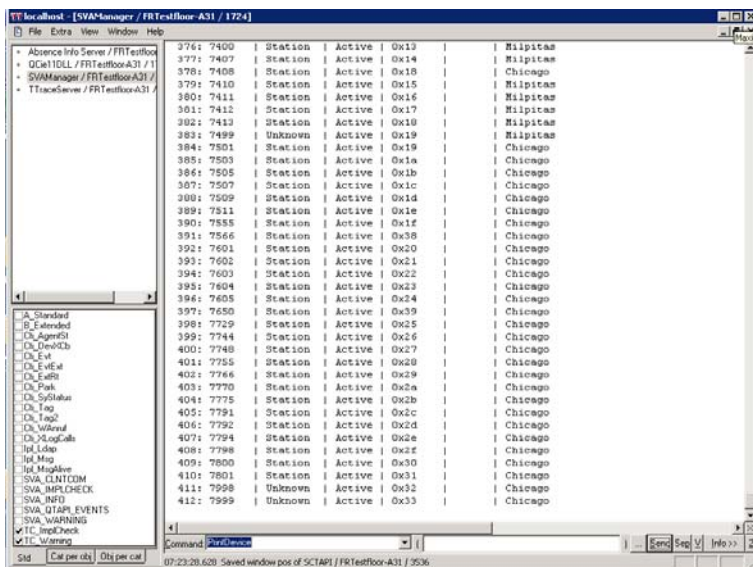 localhost - [SVAManager / FRTestfloor-A31 / 1724]
File Extra View Window Help
Maxi
Absence Info Server / FRTestfloo
QCie11DLL / FRTestfloor-A31 / 1
SVAManager / FRTestfloor-A31 /
TTraceServer / FRTestfloor-A31 /
376: 7400 | Station | Active | 0x13 | | Milpitas
377: 7407 | Station | Active | 0x14 | | Milpitas
378: 7408 | Station | Active | 0x18 | | Chicago
379: 7410 | Station | Active | 0x15 | | Milpitas
380: 7411 | Station | Active | 0x16 | | Milpitas
381: 7412 | Station | Active | 0x17 | | Milpitas
382: 7413 | Station | Active | 0x18 | | Milpitas
383: 7499 | Unknown | Active | 0x19 | | Milpitas
384: 7501 | Station | Active | 0x19 | | Chicago
385: 7503 | Station | Active | 0x1a | | Chicago
386: 7505 | Station | Active | 0x1b | | Chicago
387: 7507 | Station | Active | 0x1c | | Chicago
388: 7509 | Station | Active | 0x1d | | Chicago
389: 7511 | Station | Active | 0x1e | | Chicago
390: 7555 | Station | Active | 0x1f | | Chicago
391: 7566 | Station | Active | 0x38 | | Chicago
392: 7601 | Station | Active | 0x20 | | Chicago
393: 7602 | Station | Active | 0x21 | | Chicago
394: 7603 | Station | Active | 0x22 | | Chicago
395: 7604 | Station | Active | 0x23 | | Chicago
396: 7605 | Station | Active | 0x24 | | Chicago
397: 7650 | Station | Active | 0x39 | | Chicago
398: 7729 | Station | Active | 0x25 | | Chicago
399: 7744 | Station | Active | 0x26 | | Chicago
400: 7748 | Station | Active | 0x27 | | Chicago
401: 7755 | Station | Active | 0x28 | | Chicago
402: 7766 | Station | Active | 0x29 | | Chicago
403: 7770 | Station | Active | 0x2a | | Chicago
404: 7775 | Station | Active | 0x2b | | Chicago
405: 7791 | Station | Active | 0x2c | | Chicago
406: 7792 | Station | Active | 0x2d | | Chicago
407: 7794 | Station | Active | 0x2e | | Chicago
408: 7798 | Station | Active | 0x2f | | Chicago
409: 7800 | Station | Active | 0x30 | | Chicago
410: 7801 | Station | Active | 0x31 | | Chicago
411: 7998 | Unknown | Active | 0x32 | | Chicago
412: 7999 | Unknown | Active | 0x33 | | Chicago
A_Standard
B_Extended
Cti_AgentSt
Cti_DevXCb
Cti_Evt
Cti_EvtExt
Cti_ExtRt
Cti_Park
Cti_SyStatus
Cti_Tag
Cti_Tag2
Cti_WAnruf
Cti_XLogCalls
Ipl_Ldap
Ipl_Msg
Ipl_MsgAlive
SVA_CLNTCOM
SVA_IMPLCHECK
SVA_INFO
SVA_QTAPI_EVENTS
SVA_WARNING
TC_ImplCheck
TC_Warning
Std Cat per obj Obj per cat
Command: PrintDevice ( ) ... Send Sep V Info >>
07:23:28.628 Saved window pos of SCTAPI / FRTestfloor-A31 / 3536